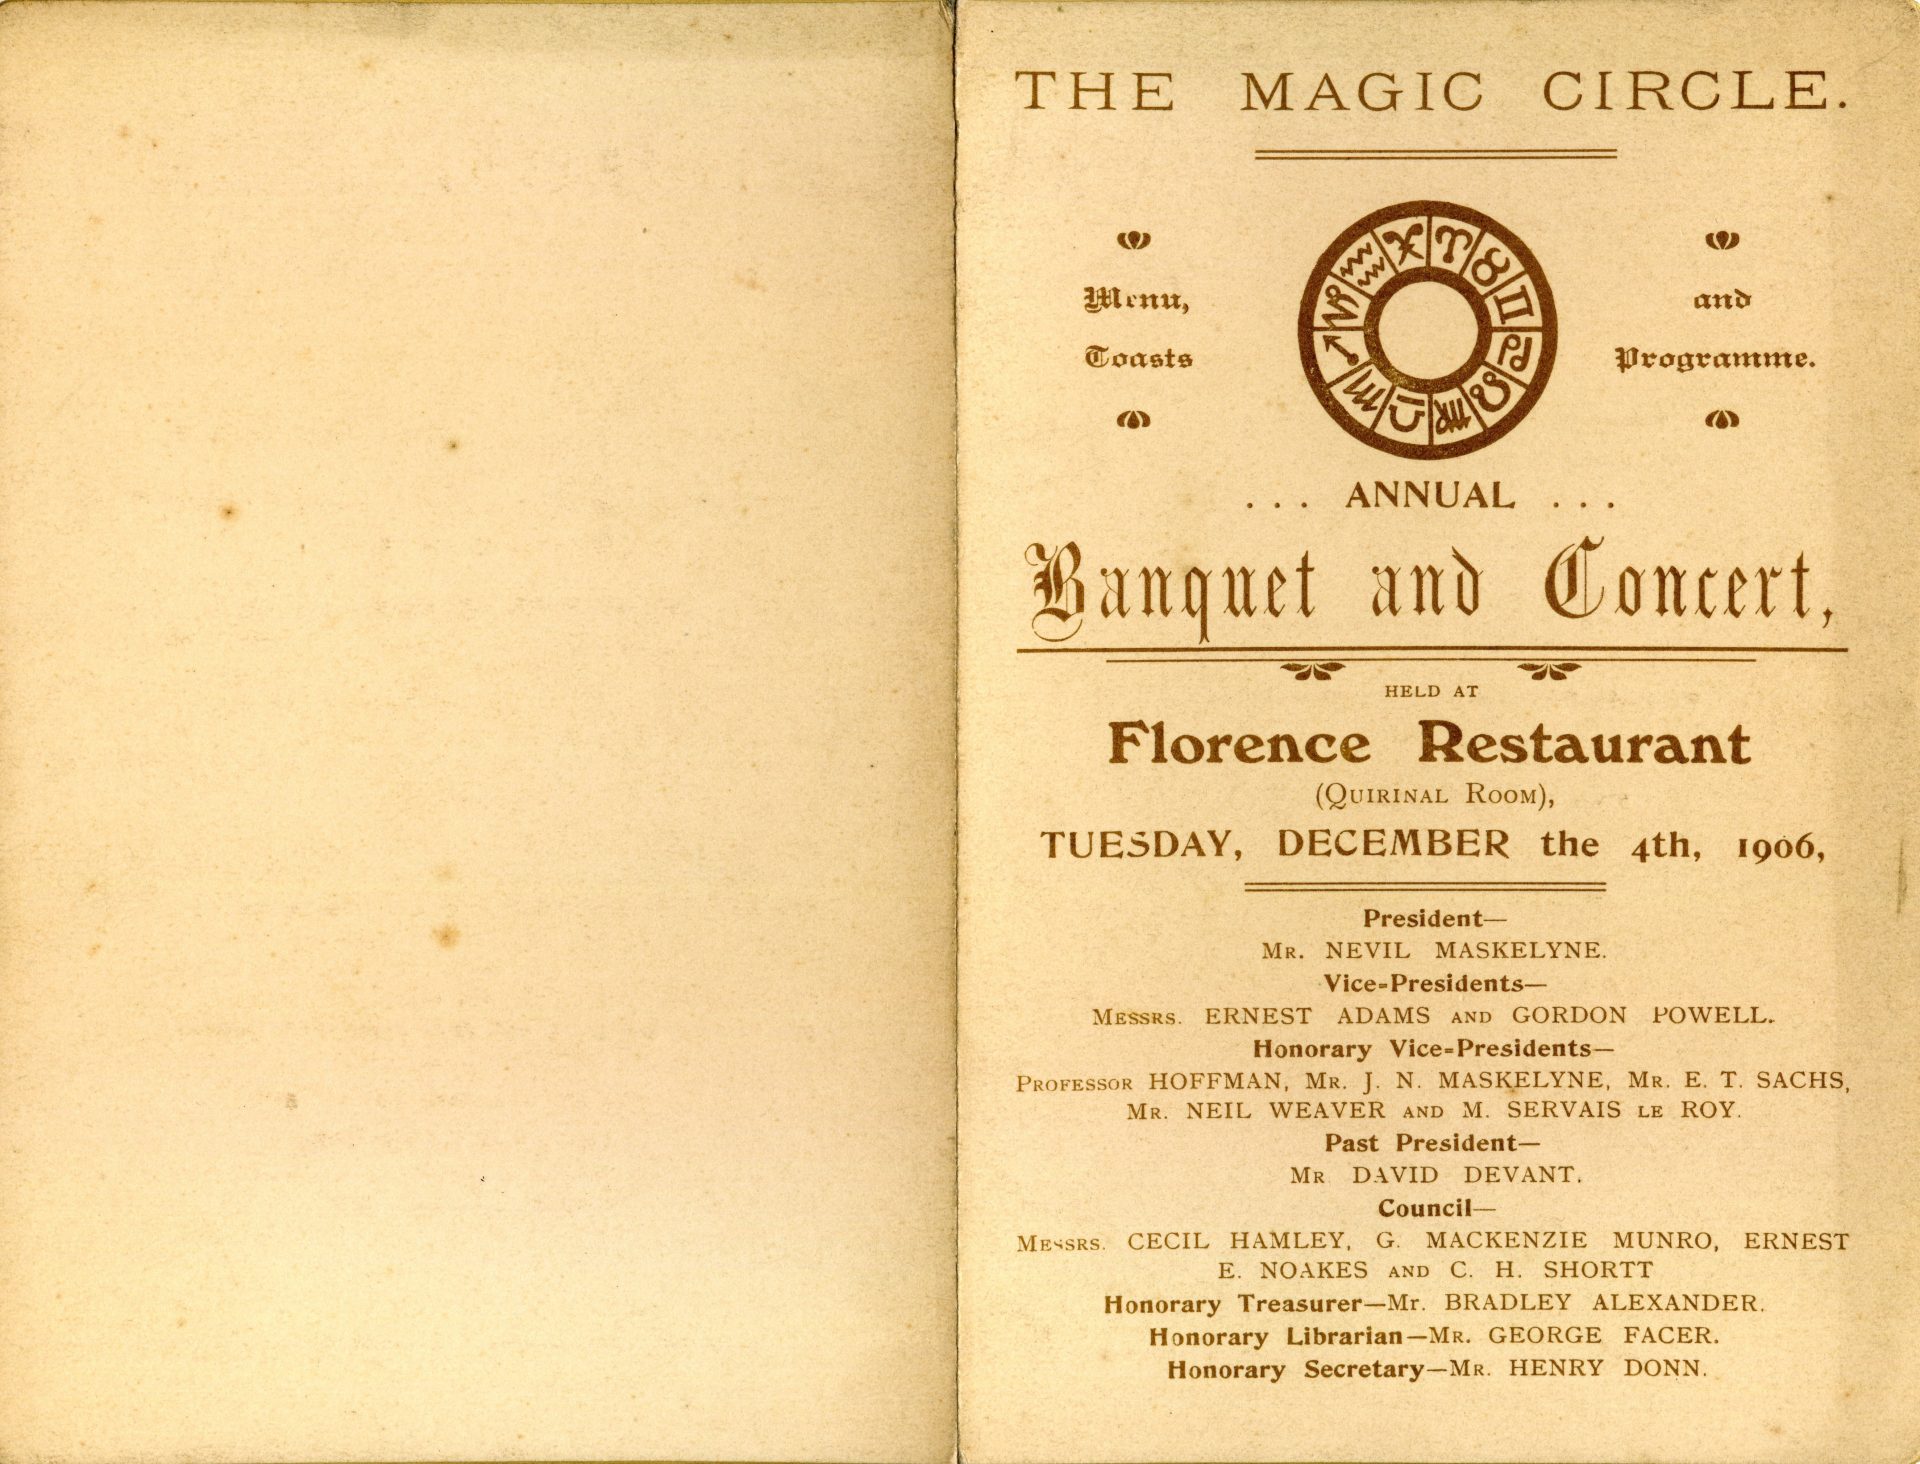 THE MAGIC CIRCLE.
Menu,
Toasts
and
Programme.
. . . ANNUAL . . .
Banquet and Concert,
HELD AT
Florence Restaurant
(QUIRINAL ROOM),
TUESDAY, DECEMBER the 4th, 1906,
President—
MR. NEVIL MASKELYNE.
Vice-Presidents—
MESSRS. ERNEST ADAMS AND GORDON POWELL.
Honorary Vice-Presidents—
PROFESSOR HOFFMAN, MR. J. N. MASKELYNE, MR. E. T. SACHS,
MR. NEIL WEAVER AND M. SERVAIS LE ROY.
Past President—
MR DAVID DEVANT.
Council—
MESSRS. CECIL HAMLEY, G. MACKENZIE MUNRO, ERNEST
E. NOAKES AND C. H. SHORTT
Honorary Treasurer—Mr. BRADLEY ALEXANDER.
Honorary Librarian—MR. GEORGE FACER.
Honorary Secretary—MR. HENRY DONN.